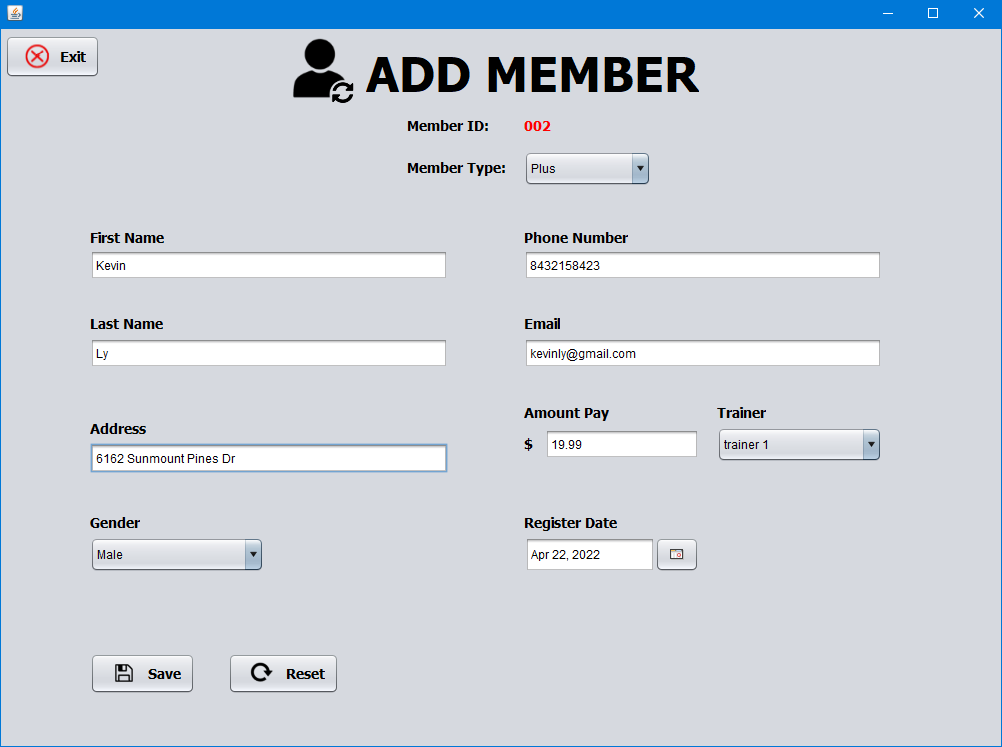 Exit
ADD MEMBER
Member ID: 002
Member Type: Plus
First Name
Kevin
Phone Number
8432158423
Last Name
Ly
Email
kevinly@gmail.com
Address
6162 Sunmount Pines Dr
Amount Pay
$ 19.99
Trainer
trainer 1
Gender
Male
Register Date
Apr 22, 2022
Save
Reset